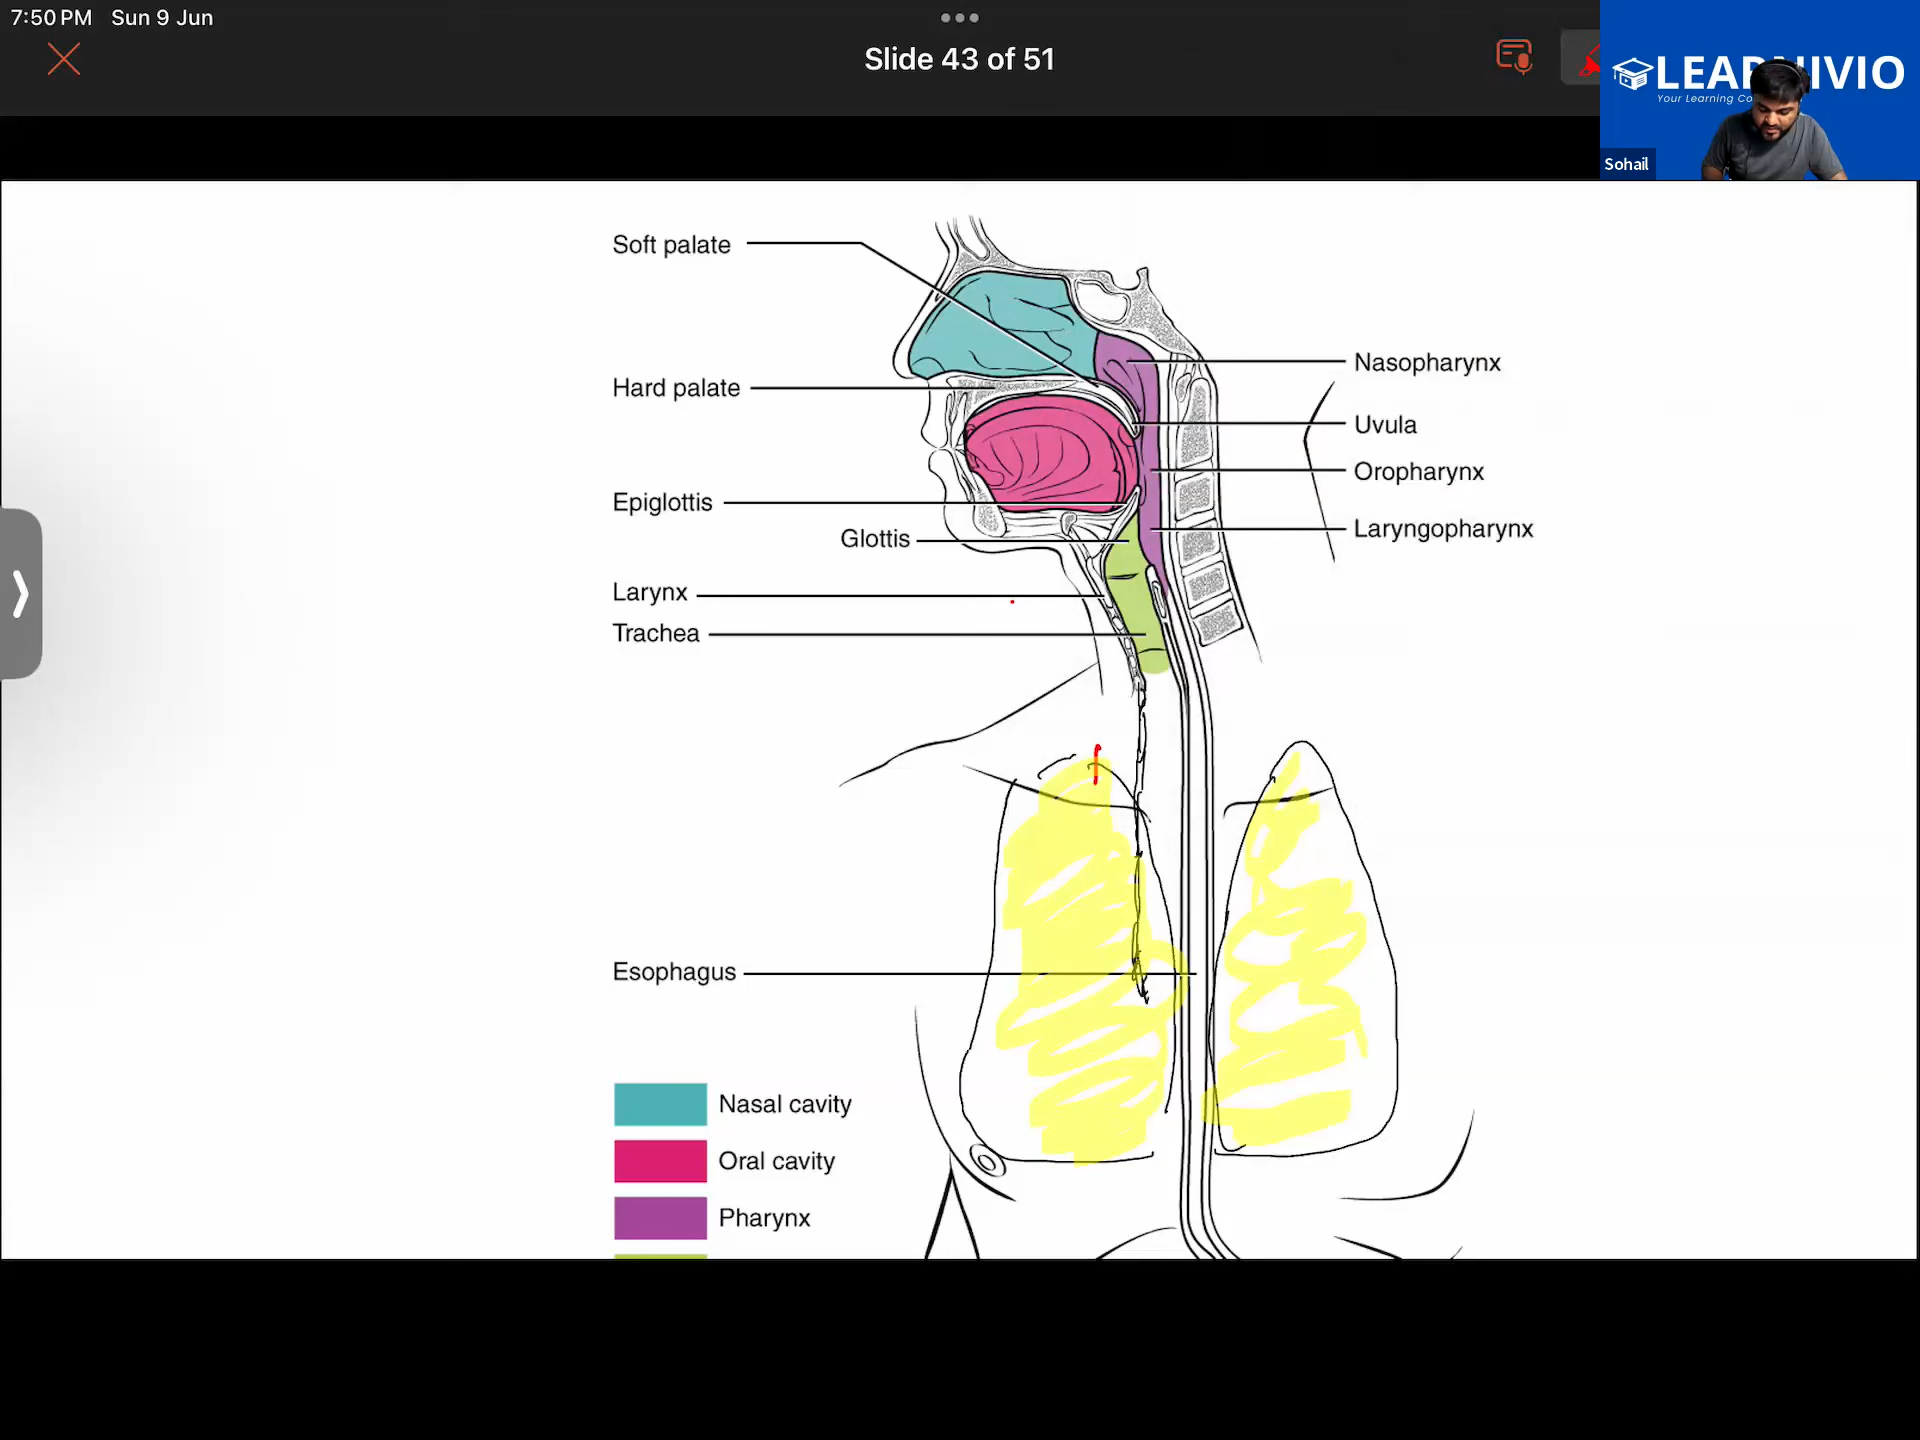 7:50 PM Sun 9 Jun
Slide 43 of 51
Your Learning Co
Sohail
Soft palate
Hard palate
Epiglottis
Glottis
Larynx
Trachea
Esophagus
Nasopharynx
Uvula
Oropharynx
Laryngopharynx
Nasal cavity
Oral cavity
Pharynx